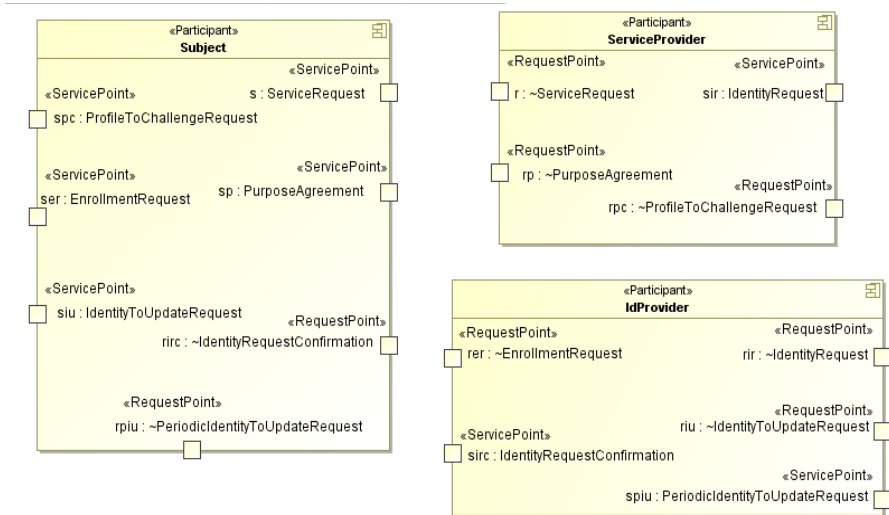 «Participant»
Subject
«ServicePoint»
s : ServiceRequest
«ServicePoint»
spc : ProfileToChallengeRequest
«ServicePoint»
ser : EnrollmentRequest
«ServicePoint»
sp : PurposeAgreement
«ServicePoint»
siu : IdentityToUpdateRequest
«RequestPoint»
rirc : ~IdentityRequestConfirmation
«RequestPoint»
rpiu : ~PeriodicIdentityToUpdateRequest
«Participant»
ServiceProvider
«RequestPoint»
r : ~ServiceRequest
«ServicePoint»
sir : IdentityRequest
«RequestPoint»
rp : ~PurposeAgreement
«RequestPoint»
rpc : ~ProfileToChallengeRequest
«Participant»
IdProvider
«RequestPoint»
rer : ~EnrollmentRequest
«RequestPoint»
rir : ~IdentityRequest
«RequestPoint»
riu : ~IdentityToUpdateRequest
«ServicePoint»
sirc : IdentityRequestConfirmation
«ServicePoint»
spiu : PeriodicIdentityToUpdateRequest